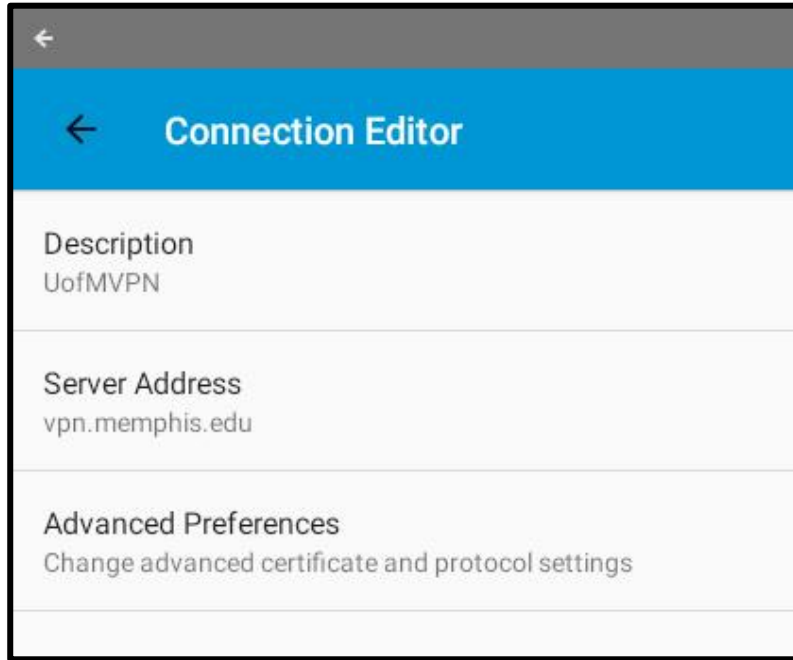 Connection Editor
Description
UofMVPN
Server Address
vpn.memphis.edu
Advanced Preferences
Change advanced certificate and protocol settings